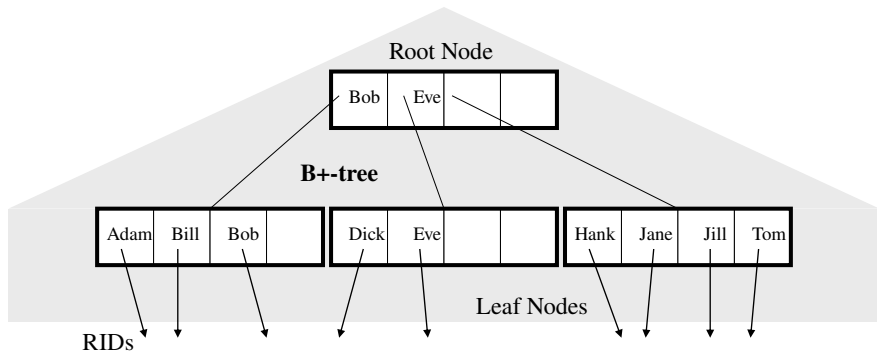 Root Node
Bob Eve
B+-tree
Adam Bill Bob Dick Eve Hank Jane Jill Tom
Leaf Nodes
RIDs